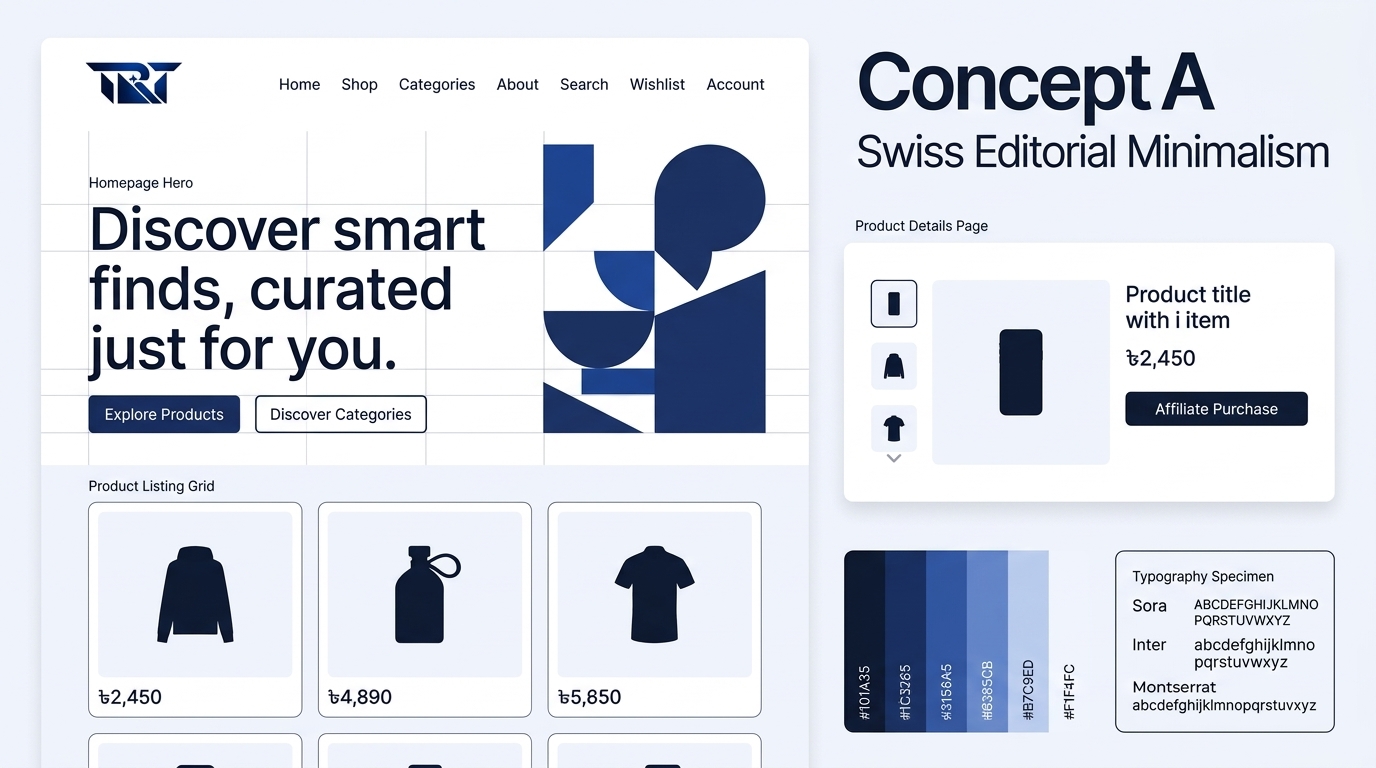 TRT
Home Shop Categories About Search Wishlist Account
Homepage Hero
Discover smart
finds, curated
just for you.
Explore Products Discover Categories
Product Listing Grid
৳2,450 ৳4,890 ৳5,850
Concept A
Swiss Editorial Minimalism
Product Details Page
Product title
with i item
৳2,450
Affiliate Purchase
#101A35
#1C3265
#3156A5
#6385CB
#B7C9ED
#F1F4FC
Typography Specimen
Sora ABCDEFGHIJKLMNO
PQRSTUVWXYZ
Inter abcdefghijklmno
pqrstuvwxyz
Montserrat
abcdefghijklmnopqrstuvxyz